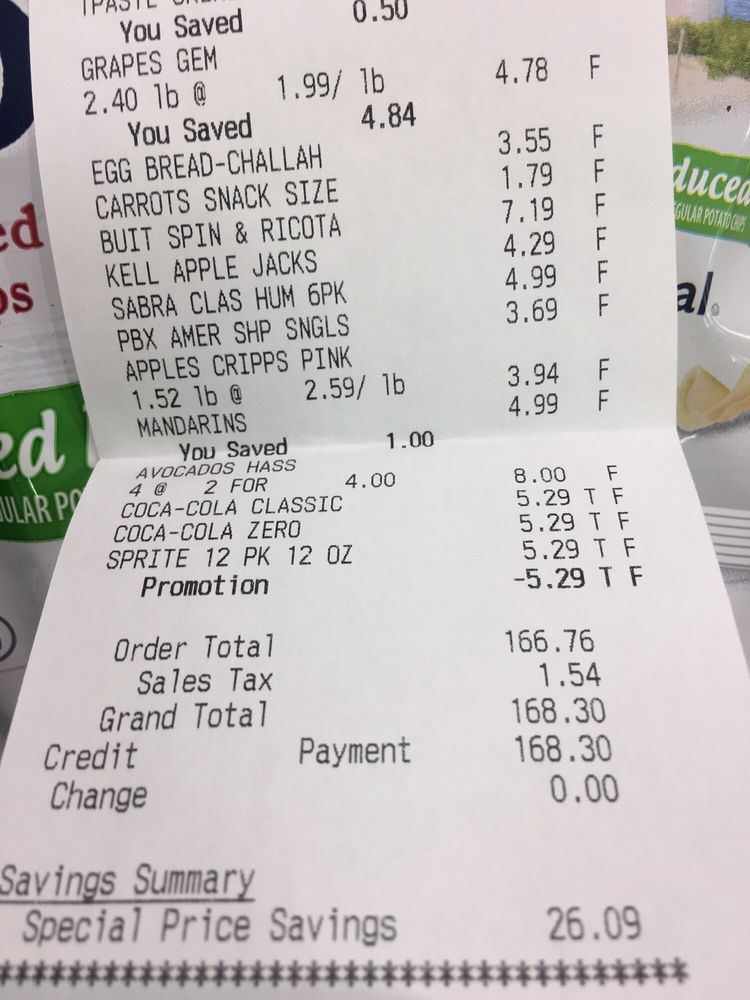 You Saved 0.50
GRAPES GEM
2.40 lb @ 1.99/ lb 4.78 F
You Saved 4.84
EGG BREAD-CHALLAH 3.55 F
CARROTS SNACK SIZE 1.79 F
BUIT SPIN & RICOTA 7.19 F
KELL APPLE JACKS 4.29 F
SABRA CLAS HUM 6PK 4.99 F
PBX AMER SHP SNGLS 3.69 F
APPLES CRIPPS PINK
1.52 lb @ 2.59/ lb 3.94 F
MANDARINS 4.99 F
You Saved 1.00
AVOCADOS HASS
4 @ 2 FOR 4.00 8.00 F
COCA-COLA CLASSIC 5.29 T F
COCA-COLA ZERO 5.29 T F
SPRITE 12 PK 12 OZ 5.29 T F
Promotion -5.29 T F
Order Total 166.76
Sales Tax 1.54
Grand Total 168.30
Credit Payment 168.30
Change 0.00
Savings Summary
Special Price Savings 26.09